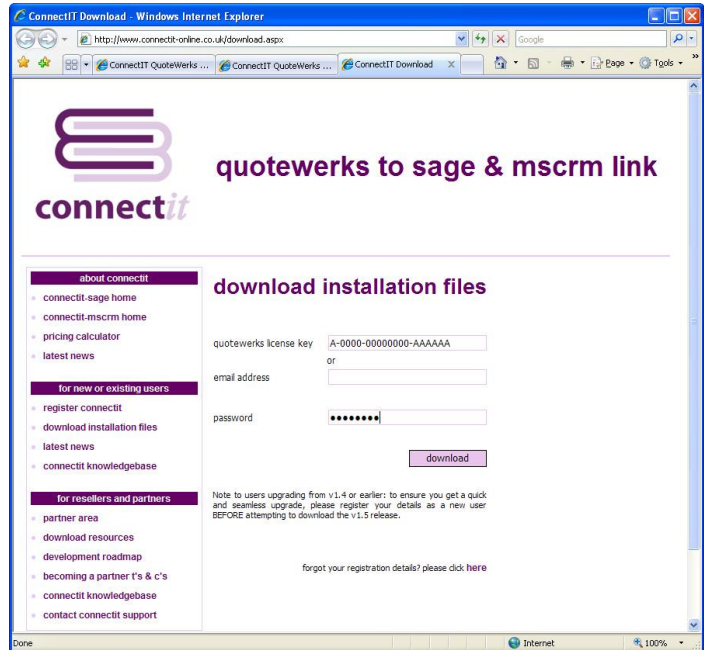 ConnectIT Download - Windows Internet Explorer
http://www.connectit-online.co.uk/download.aspx
Google
ConnectIT QuoteWerks ...
ConnectIT QuoteWerks ...
ConnectIT Download
Page
Tools
connectit
quotewerks to sage & mscrm link
about connectit
connectit-sage home
connectit-mscrm home
pricing calculator
latest news
for new or existing users
register connectit
download installation files
latest news
connectit knowledgebase
for resellers and partners
partner area
download resources
development roadmap
becoming a partner t's & c's
connectit knowledgebase
contact connectit support
download installation files
quotewerks license key A-0000-00000000-AAAAAA
or
email address
password ••••••••
download
Note to users upgrading from v1.4 or earlier: to ensure you get a quick
and seamless upgrade, please register your details as a new user
BEFORE attempting to download the v1.5 release.
forgot your registration details? please click here
Done
Internet
100%